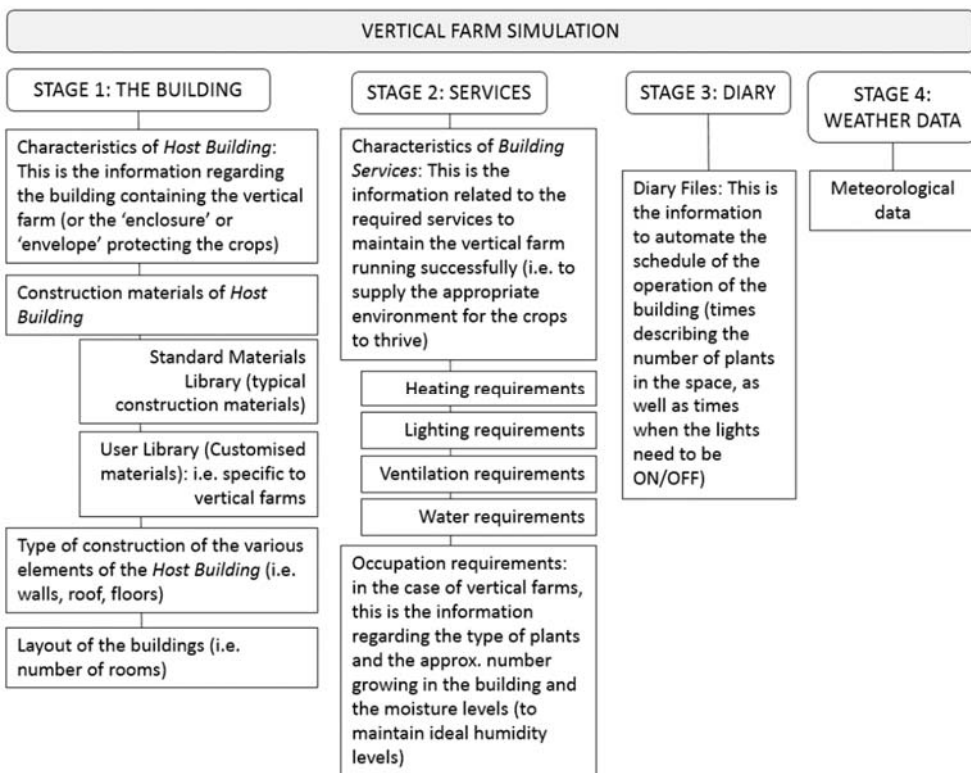 VERTICAL FARM SIMULATION
STAGE 1: THE BUILDING
Characteristics of Host Building:
This is the information regarding
the building containing the vertical
farm (or the ‘enclosure’ or
‘envelope’ protecting the crops)
Construction materials of Host
Building
Standard Materials
Library (typical
construction materials)
User Library (Customised
materials): i.e. specific to
vertical farms
Type of construction of the various
elements of the Host Building (i.e.
walls, roof, floors)
Layout of the buildings (i.e.
number of rooms)
STAGE 2: SERVICES
Characteristics of Building
Services: This is the
information related to the
required services to
maintain the vertical farm
running successfully (i.e. to
supply the appropriate
environment for the crops
to thrive)
Heating requirements
Lighting requirements
Ventilation requirements
Water requirements
Occupation requirements:
in the case of vertical farms,
this is the information
regarding the type of plants
and the approx. number
growing in the building and
the moisture levels (to
maintain ideal humidity
levels)
STAGE 3: DIARY
Diary Files: This is
the information
to automate the
schedule of the
operation of the
building (times
describing the
number of plants
in the space, as
well as times
when the lights
need to be
ON/OFF)
STAGE 4:
WEATHER DATA
Meteorological
data